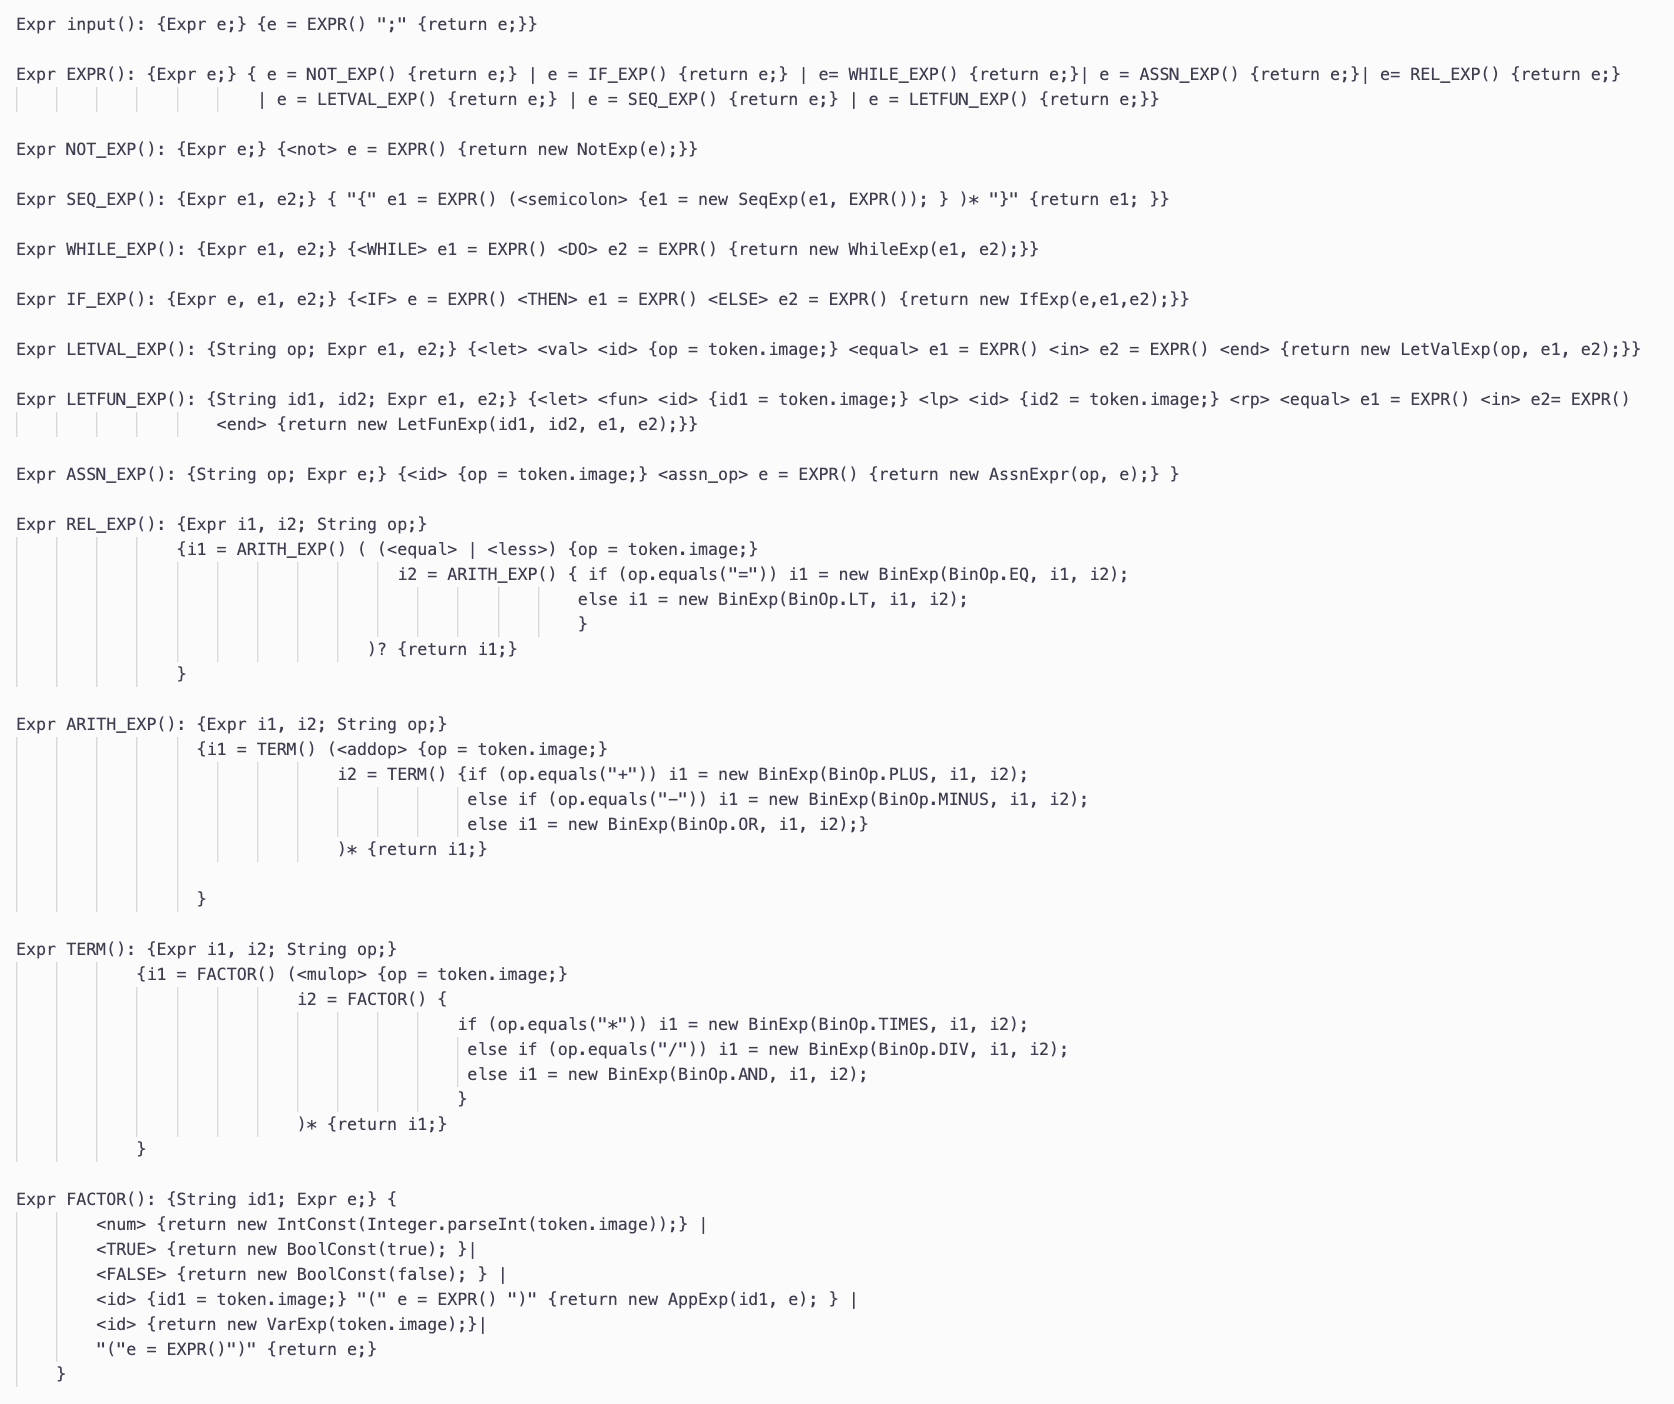 Expr input(): {Expr e;} {e = EXPR() ";" {return e;}}
Expr EXPR(): {Expr e;} { e = NOT_EXP() {return e;} | e = IF_EXP() {return e;} | e= WHILE_EXP() {return e;}| e = ASSN_EXP() {return e;}| e= REL_EXP() {return e;}
| e = LETVAL_EXP() {return e;} | e = SEQ_EXP() {return e;} | e = LETFUN_EXP() {return e;}}
Expr NOT_EXP(): {Expr e;} {<not> e = EXPR() {return new NotExp(e);}}
Expr SEQ_EXP(): {Expr e1, e2;} { "{" e1 = EXPR() (<semicolon> {e1 = new SeqExp(e1, EXPR()); } )* "}" {return e1; }}
Expr WHILE_EXP(): {Expr e1, e2;} {<WHILE> e1 = EXPR() <DO> e2 = EXPR() {return new WhileExp(e1, e2);}}
Expr IF_EXP(): {Expr e, e1, e2;} {<IF> e = EXPR() <THEN> e1 = EXPR() <ELSE> e2 = EXPR() {return new IfExp(e,e1,e2);}}
Expr LETVAL_EXP(): {String op; Expr e1, e2;} {<let> <val> <id> {op = token.image;} <equal> e1 = EXPR() <in> e2 = EXPR() <end> {return new LetValExp(op, e1, e2);}}
Expr LETFUN_EXP(): {String id1, id2; Expr e1, e2;} {<let> <fun> <id> {id1 = token.image;} <lp> <id> {id2 = token.image;} <rp> <equal> e1 = EXPR() <in> e2= EXPR()
<end> {return new LetFunExp(id1, id2, e1, e2);}}
Expr ASSN_EXP(): {String op; Expr e;} {<id> {op = token.image;} <assn_op> e = EXPR() {return new AssnExpr(op, e);} }
Expr REL_EXP(): {Expr i1, i2; String op;}
{i1 = ARITH_EXP() ( (<equal> | <less>) {op = token.image;}
i2 = ARITH_EXP() { if (op.equals("=")) i1 = new BinExp(BinOp.EQ, i1, i2);
else i1 = new BinExp(BinOp.LT, i1, i2);
}
)? {return i1;}
}
Expr ARITH_EXP(): {Expr i1, i2; String op;}
{i1 = TERM() (<addop> {op = token.image;}
i2 = TERM() {if (op.equals("+")) i1 = new BinExp(BinOp.PLUS, i1, i2);
else if (op.equals("-")) i1 = new BinExp(BinOp.MINUS, i1, i2);
else i1 = new BinExp(BinOp.OR, i1, i2);}
)* {return i1;}
}
Expr TERM(): {Expr i1, i2; String op;}
{i1 = FACTOR() (<mulop> {op = token.image;}
i2 = FACTOR() {
if (op.equals("*")) i1 = new BinExp(BinOp.TIMES, i1, i2);
else if (op.equals("/")) i1 = new BinExp(BinOp.DIV, i1, i2);
else i1 = new BinExp(BinOp.AND, i1, i2);
}
)* {return i1;}
}
Expr FACTOR(): {String id1; Expr e;} {
<num> {return new IntConst(Integer.parseInt(token.image));} |
<TRUE> {return new BoolConst(true); }|
<FALSE> {return new BoolConst(false); } |
<id> {id1 = token.image;} "(" e = EXPR() ")" {return new AppExp(id1, e); } |
<id> {return new VarExp(token.image);}|
"("e = EXPR()")" {return e;}
}